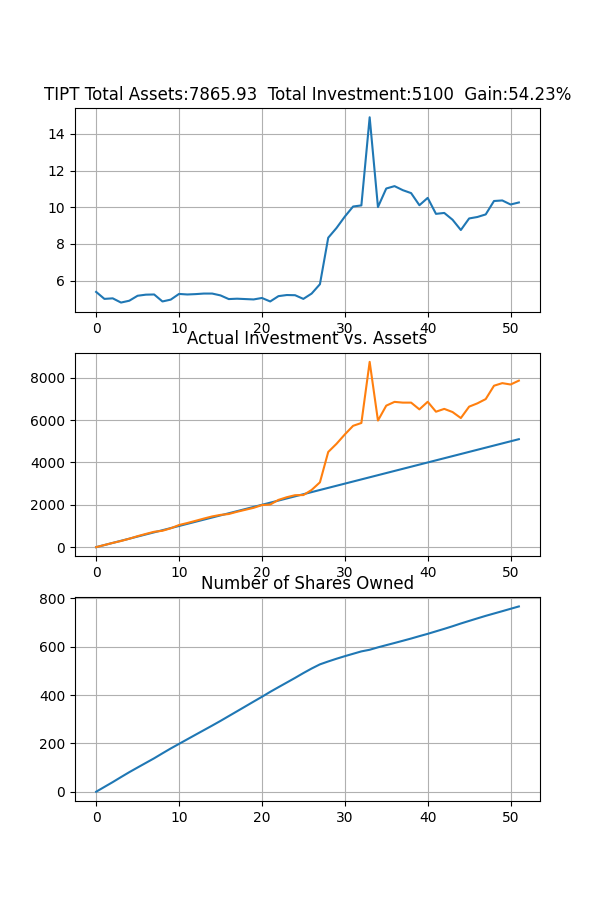 TIPT Total Assets:7865.93  Total Investment:5100  Gain:54.23%
14
12
10
8
6
0 10 20 30 40 50
Actual Investment vs. Assets
8000
6000
4000
2000
0
0 10 20 30 40 50
Number of Shares Owned
800
600
400
200
0
0 10 20 30 40 50